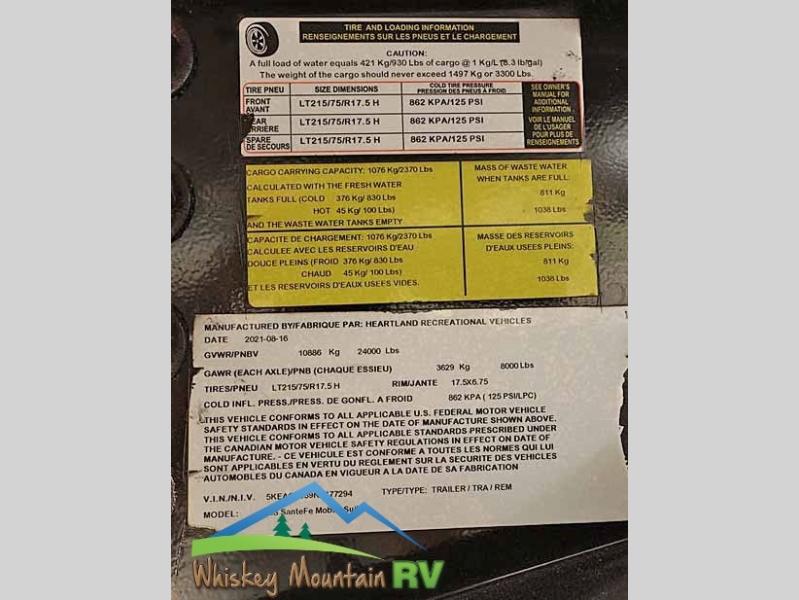 TIRE AND LOADING INFORMATION
RENSEIGNEMENTS SUR LES PNEUS ET LE CHARGEMENT
CAUTION:
A full load of water equals 421 Kg/930 Lbs of cargo @ 1 Kg/L (8.3 lb/gal)
The weight of the cargo should never exceed 1497 Kg or 3300 Lbs.
TIRE PNEU SIZE DIMENSIONS COLD TIRE PRESSURE
PRESSION DES PNEUS À FROID
FRONT
AVANT LT215/75/R17.5 H 862 KPA/125 PSI
LT215/75/R17.5 H 862 KPA/125 PSI
SPARE
DE SECOURS LT215/75/R17.5 H 862 KPA/125 PSI
SEE OWNER'S
MANUAL FOR
ADDITIONAL
INFORMATION
VOIR LE MANUEL
DE L'USAGER
POUR PLUS DE
RENSEIGNEMENTS
CARGO CARRYING CAPACITY: 1076 Kg/2370 Lbs
CALCULATED WITH THE FRESH WATER
TANKS FULL (COLD 376 Kg/ 830 Lbs
HOT 45 Kg/ 100 Lbs)
AND THE WASTE WATER TANKS EMPTY
MASS OF WASTE WATER
WHEN TANKS ARE FULL:
811 Kg
1038 Lbs
CAPACITE DE CHARGEMENT: 1076 Kg/2370 Lbs
CALCULEE AVEC LES RESERVOIRS D'EAU
DOUCE PLEINS (FROID 376 Kg/ 830 Lbs
CHAUD 45 Kg/ 100 Lbs)
ET LES RESERVOIRS D'EAUX USEES VIDES.
MASSE DES RESERVOIRS
D'EAUX USEES PLEINS:
811 Kg
1038 Lbs
MANUFACTURED BY/FABRIQUE PAR: HEARTLAND RECREATIONAL VEHICLES
DATE 2021-08-16
GVWR/PNBV 10886 Kg 24000 Lbs
GAWR (EACH AXLE)/PNB (CHAQUE ESSIEU) 3629 Kg 8000 Lbs
TIRES/PNEU LT215/75/R17.5 H RIM/JANTE 17.5X6.75
COLD INFL. PRESS./PRESS. DE GONFL. A FROID 862 KPA ( 125 PSI/LPC)
THIS VEHICLE CONFORMS TO ALL APPLICABLE U.S. FEDERAL MOTOR VEHICLE
SAFETY STANDARDS IN EFFECT ON THE DATE OF MANUFACTURE SHOWN ABOVE.
THIS VEHICLE CONFORMS TO ALL APPLICABLE STANDARDS PRESCRIBED UNDER
THE CANADIAN MOTOR VEHICLE SAFETY REGULATIONS IN EFFECT ON DATE OF
MANUFACTURE. - CE VEHICULE EST CONFORME A TOUTES LES NORMES QUI LUI
SONT APPLICABLES EN VERTU DU REGLEMENT SUR LA SECURITE DES VEHICLES
AUTOMOBILES DU CANADA EN VIGUEUR A LA DATE DE SA FABRICATION
V.I.N./N.I.V. TYPE/TYPE: TRAILER / TRA / REM
MODEL: SanteFe
Whiskey Mountain RV